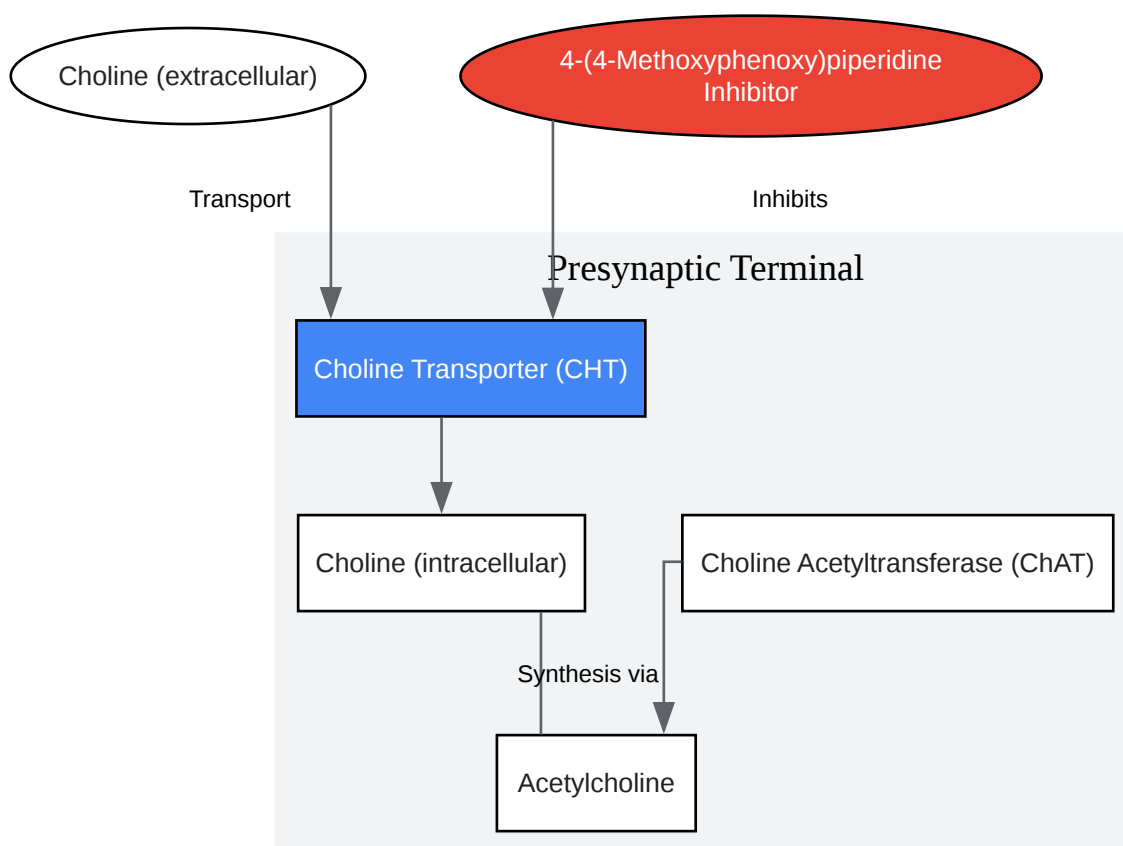 Choline (extracellular)
4-(4-Methoxyphenoxy)piperidine
Inhibitor
Transport
Inhibits
Presynaptic Terminal
Choline Transporter (CHT)
Choline (intracellular)
Choline Acetyltransferase (ChAT)
Synthesis via
Acetylcholine